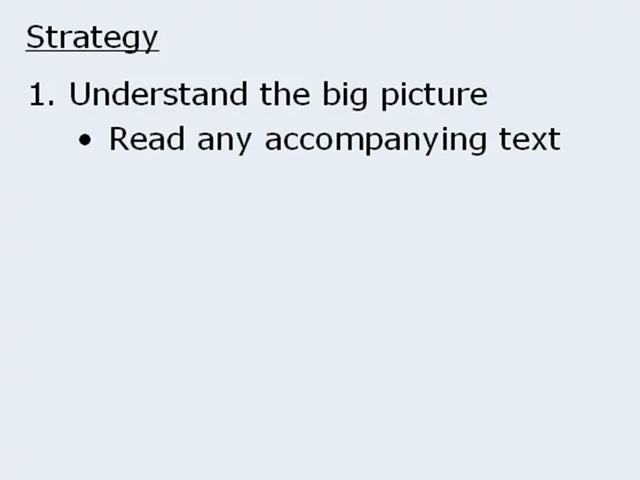 Strategy
1. Understand the big picture
• Read any accompanying text